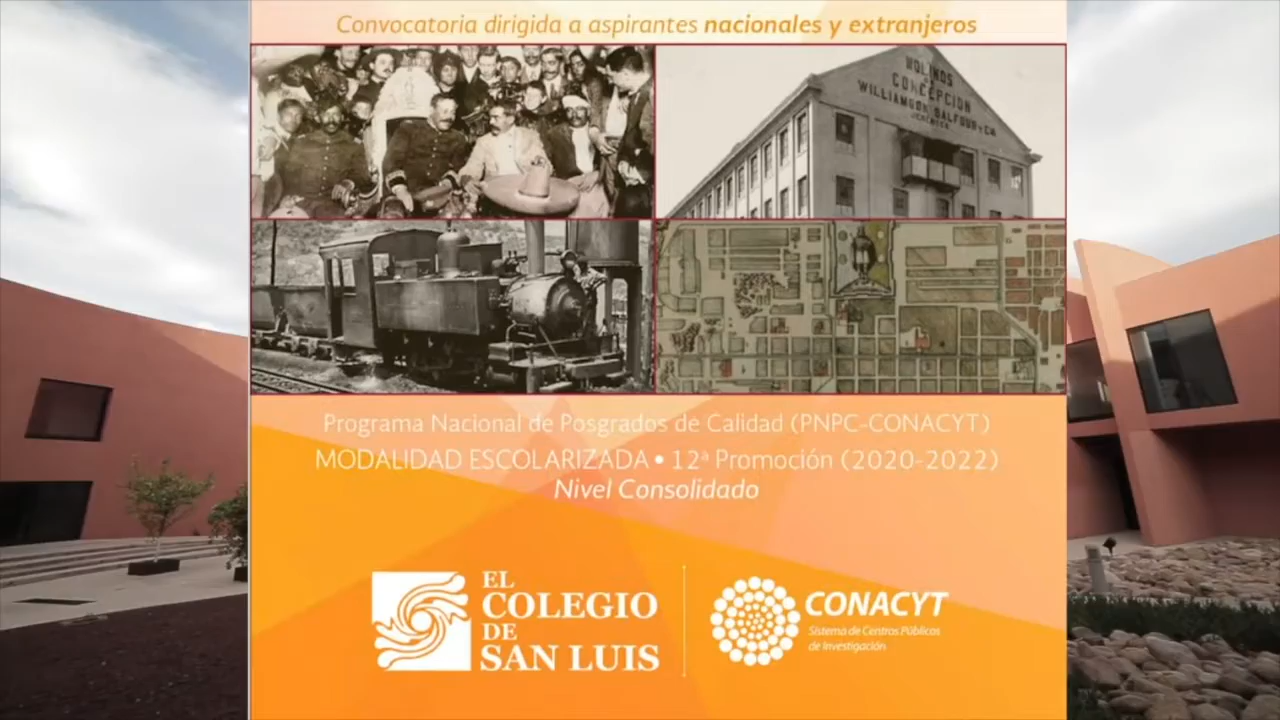 Convocatoria dirigida a aspirantes nacionales y extranjeros
MOLINOS
CONCEPCION
WILLIAMSON BALFOUR y CIA
Programa Nacional de Posgrados de Calidad (PNPC-CONACYT)
MODALIDAD ESCOLARIZADA • 12ª Promoción (2020-2022)
Nivel Consolidado
EL
COLEGIO
DE
SAN LUIS
CONACYT
Sistema de Centros Públicos
de Investigación